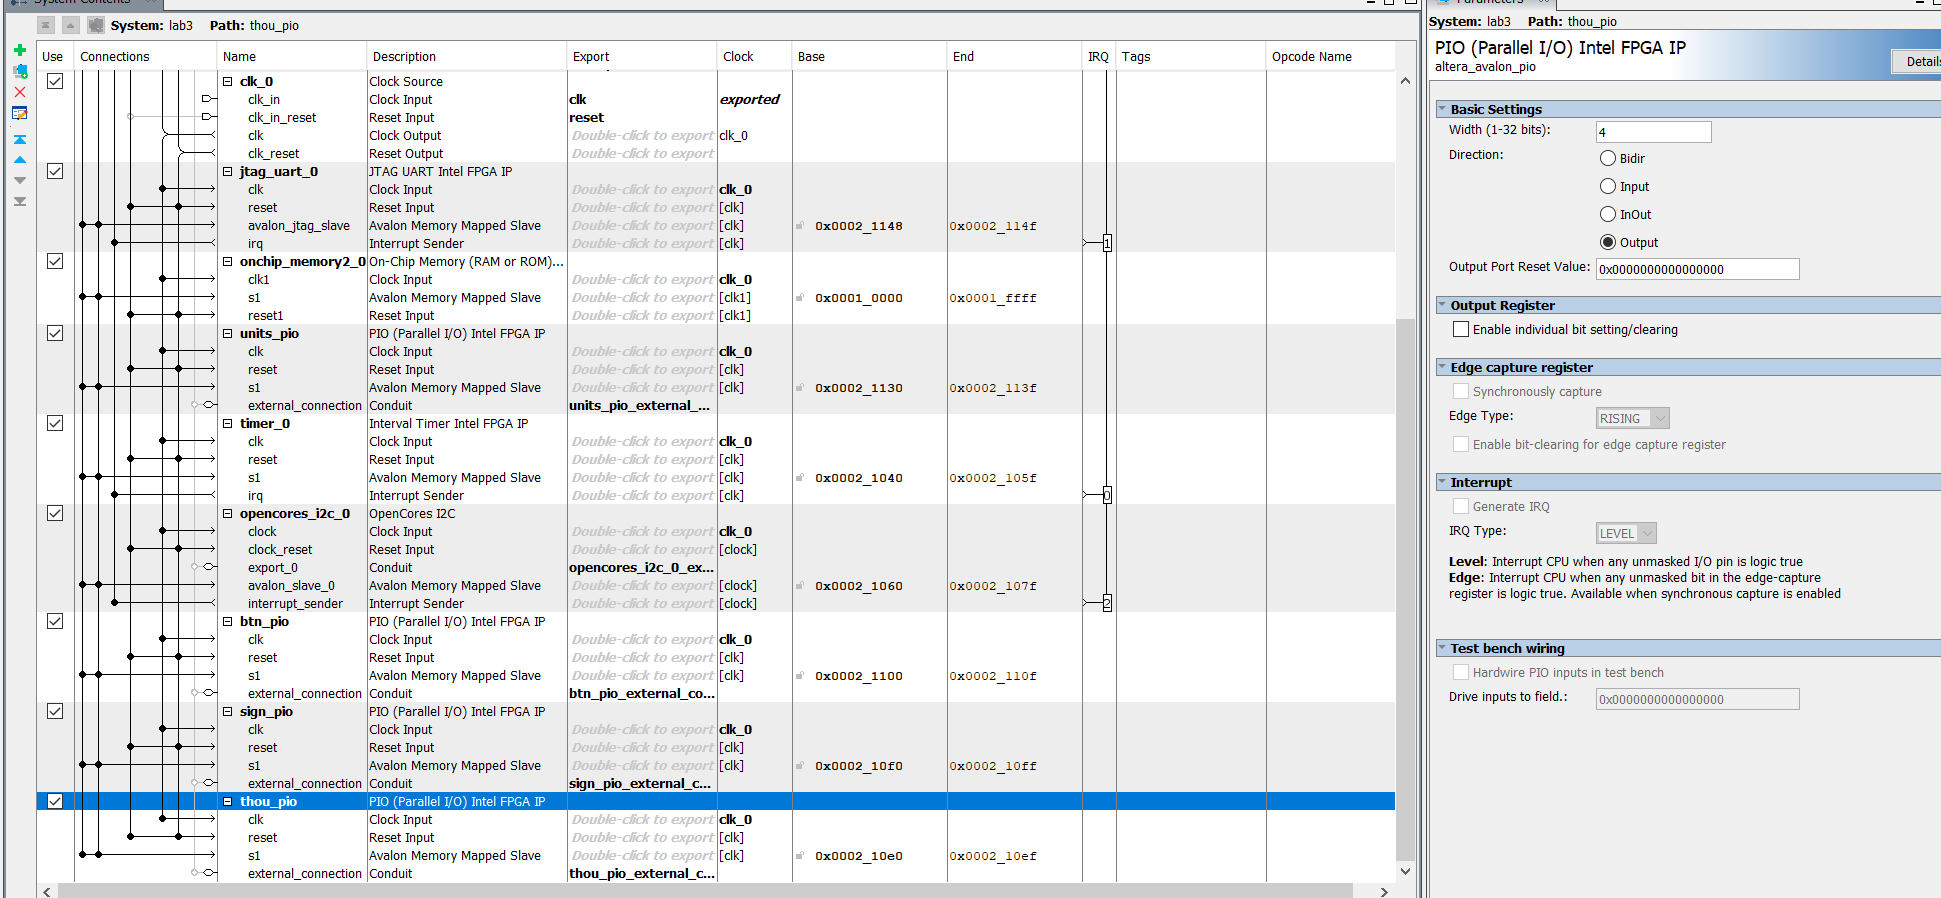 System Contents
System: lab3 Path: thou_pio
Use Connections Name Description Export Clock Base End IRQ Tags Opcode Name
clk_0 Clock Source
clk_in Clock Input clk exported
clk_in_reset Reset Input reset
clk Clock Output Double-click to export clk_0
clk_reset Reset Output Double-click to export
jtag_uart_0 JTAG UART Intel FPGA IP
clk Clock Input Double-click to export clk_0
reset Reset Input Double-click to export [clk]
avalon_jtag_slave Avalon Memory Mapped Slave Double-click to export [clk] 0x0002_1148 0x0002_114f
irq Interrupt Sender Double-click to export [clk] 1
onchip_memory2_0 On-Chip Memory (RAM or ROM)...
clk1 Clock Input Double-click to export clk_0
s1 Avalon Memory Mapped Slave Double-click to export [clk1] 0x0001_0000 0x0001_ffff
reset1 Reset Input Double-click to export [clk1]
units_pio PIO (Parallel I/O) Intel FPGA IP
clk Clock Input Double-click to export clk_0
reset Reset Input Double-click to export [clk]
s1 Avalon Memory Mapped Slave Double-click to export [clk] 0x0002_1130 0x0002_113f
external_connection Conduit units_pio_external_...
timer_0 Interval Timer Intel FPGA IP
clk Clock Input Double-click to export clk_0
reset Reset Input Double-click to export [clk]
s1 Avalon Memory Mapped Slave Double-click to export [clk] 0x0002_1040 0x0002_105f
irq Interrupt Sender Double-click to export [clk] 0
opencores_i2c_0 OpenCores I2C
clock Clock Input Double-click to export clk_0
clock_reset Reset Input Double-click to export [clock]
export_0 Conduit opencores_i2c_0_ex...
avalon_slave_0 Avalon Memory Mapped Slave Double-click to export [clock] 0x0002_1060 0x0002_107f
interrupt_sender Interrupt Sender Double-click to export [clock] 2
btn_pio PIO (Parallel I/O) Intel FPGA IP
clk Clock Input Double-click to export clk_0
reset Reset Input Double-click to export [clk]
s1 Avalon Memory Mapped Slave Double-click to export [clk] 0x0002_1100 0x0002_110f
external_connection Conduit btn_pio_external_co...
sign_pio PIO (Parallel I/O) Intel FPGA IP
clk Clock Input Double-click to export clk_0
reset Reset Input Double-click to export [clk]
s1 Avalon Memory Mapped Slave Double-click to export [clk] 0x0002_10f0 0x0002_10ff
external_connection Conduit sign_pio_external_c...
thou_pio PIO (Parallel I/O) Intel FPGA IP
clk Clock Input Double-click to export clk_0
reset Reset Input Double-click to export [clk]
s1 Avalon Memory Mapped Slave Double-click to export [clk] 0x0002_10e0 0x0002_10ef
external_connection Conduit thou_pio_external_c...
Parameters
System: lab3 Path: thou_pio
PIO (Parallel I/O) Intel FPGA IP
altera_avalon_pio
Details
Basic Settings
Width (1-32 bits): 4
Direction: Bidir
Input
InOut
Output
Output Port Reset Value: 0x0000000000000000
Output Register
Enable individual bit setting/clearing
Edge capture register
Synchronously capture
Edge Type: RISING
Enable bit-clearing for edge capture register
Interrupt
Generate IRQ
IRQ Type: LEVEL
Level: Interrupt CPU when any unmasked I/O pin is logic true
Edge: Interrupt CPU when any unmasked bit in the edge-capture
register is logic true. Available when synchronous capture is enabled
Test bench wiring
Hardwire PIO inputs in test bench
Drive inputs to field.: 0x0000000000000000